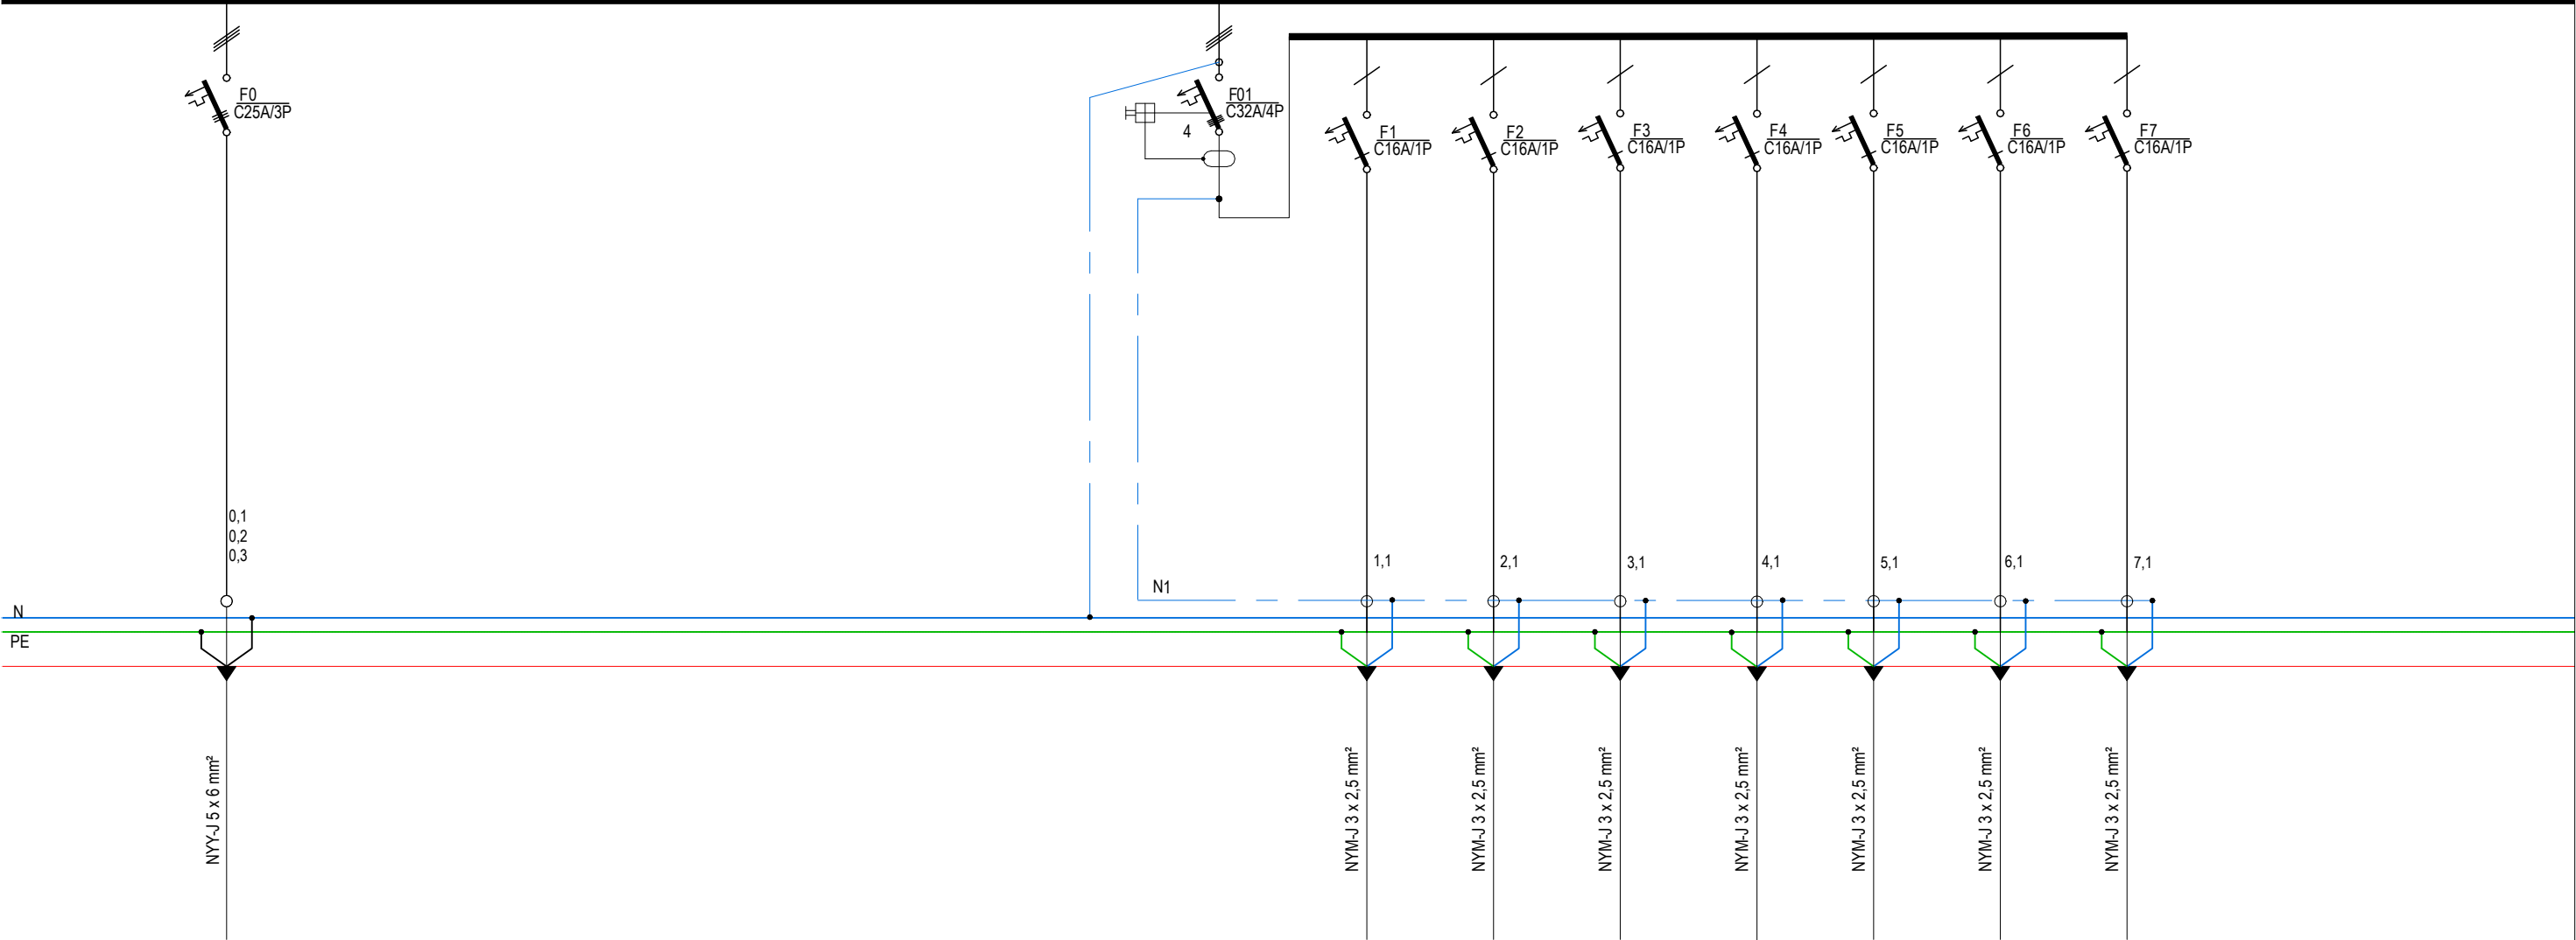 F0
C25A/3P
F01
C32A/4P
4
F1
C16A/1P
F2
C16A/1P
F3
C16A/1P
F4
C16A/1P
F5
C16A/1P
F6
C16A/1P
F7
C16A/1P
0,1
0,2
0,3
1,1
2,1
3,1
4,1
5,1
6,1
7,1
N1
N
PE
NYY-J 5 x 6 mm²
NYM-J 3 x 2,5 mm²
NYM-J 3 x 2,5 mm²
NYM-J 3 x 2,5 mm²
NYM-J 3 x 2,5 mm²
NYM-J 3 x 2,5 mm²
NYM-J 3 x 2,5 mm²
NYM-J 3 x 2,5 mm²